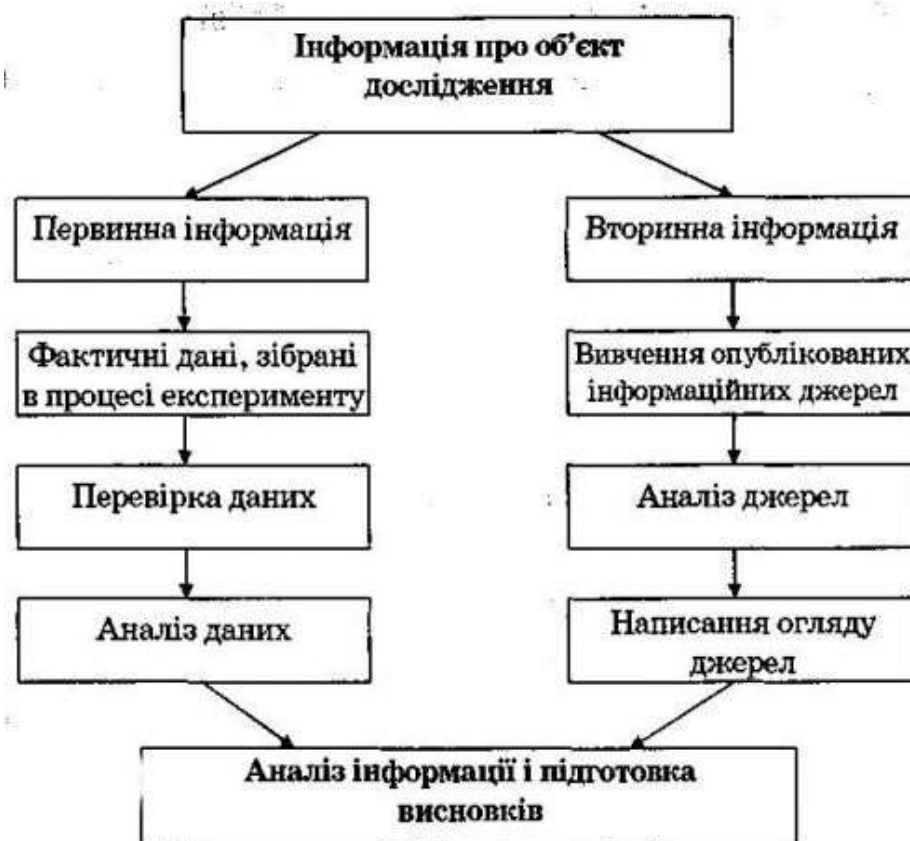 Інформація про об’єкт
дослідження
Первинна інформація
Вторинна інформація
Фактичні дані, зібрані
в процесі експерименту
Вивчення опублікованих
інформаційних джерел
Перевірка даних
Аналіз джерел
Аналіз даних
Написання огляду
джерел
Аналіз інформації і підготовка
висновків